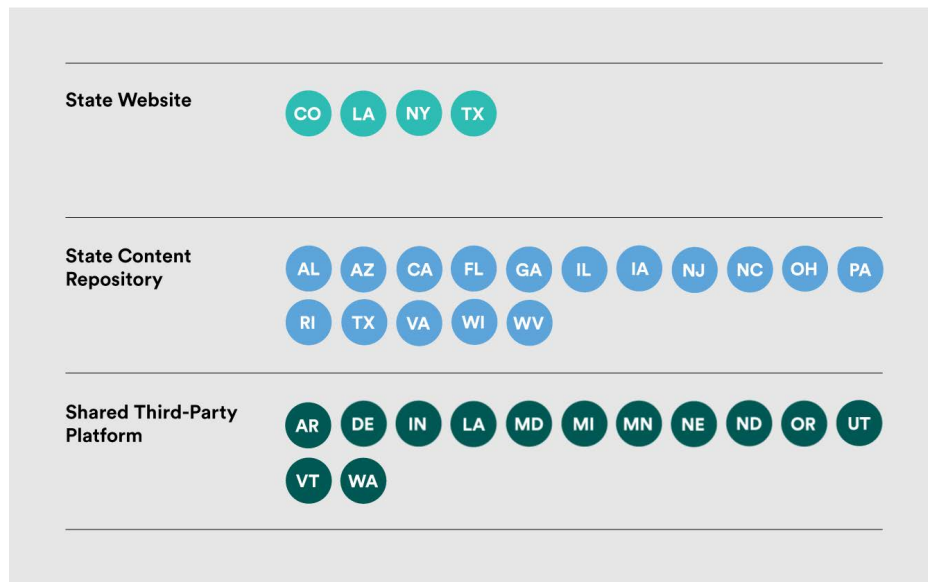 State Website
CO LA NY TX
State Content
Repository
AL AZ CA FL GA IL IA NJ NC OH PA
RI TX VA WI WV
Shared Third-Party
Platform
AR DE IN LA MD MI MN NE ND OR UT
VT WA